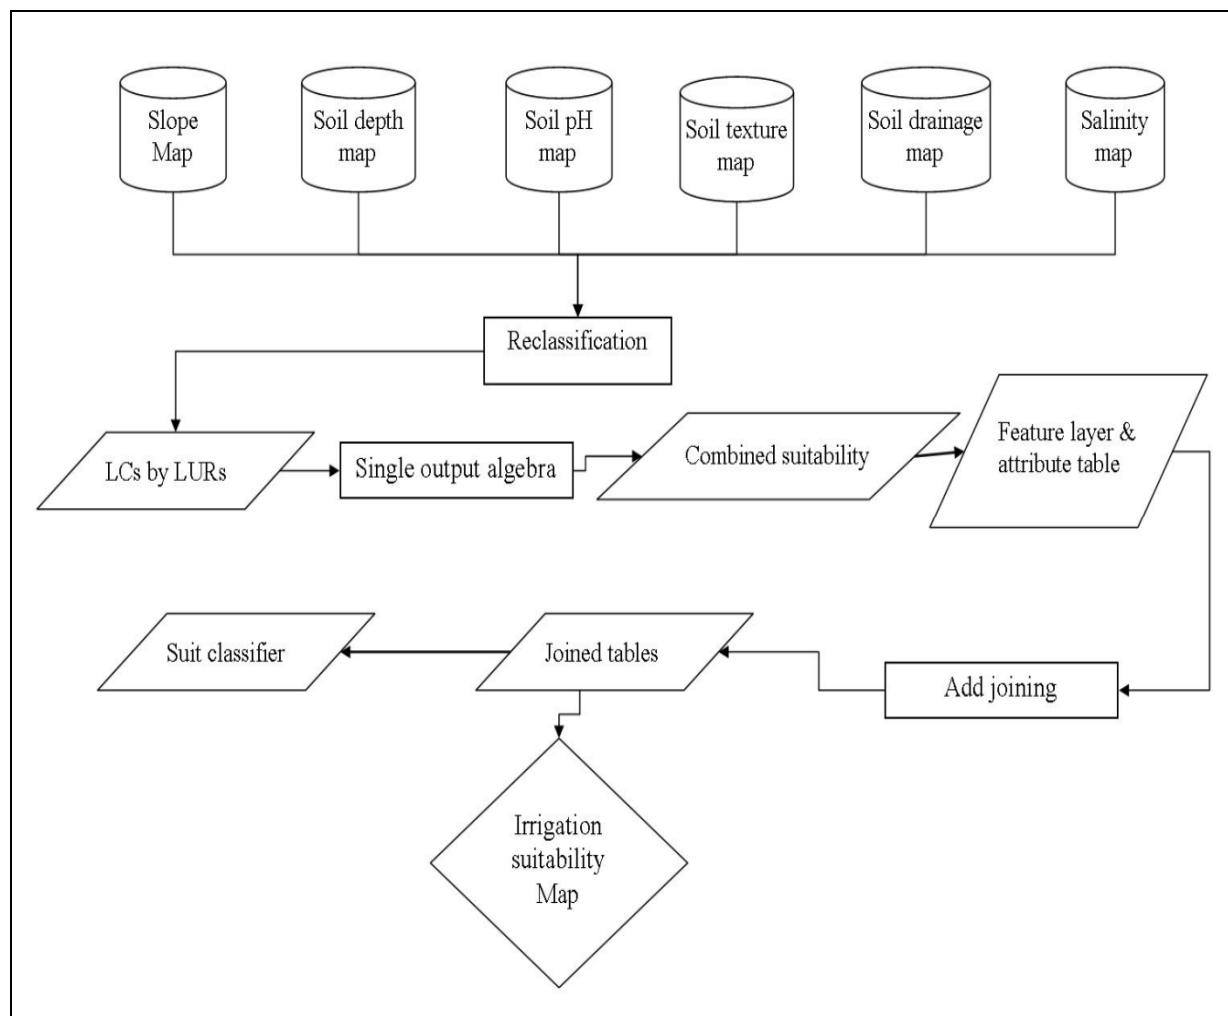 Slope
Map
Soil depth
map
Soil pH
map
Soil texture
map
Soil drainage
map
Salinity
map
Reclassification
LCs by LURs
Single output algebra
Combined suitability
Feature layer &
attribute table
Suit classifier
Joined tables
Add joining
Irrigation
suitability
Map